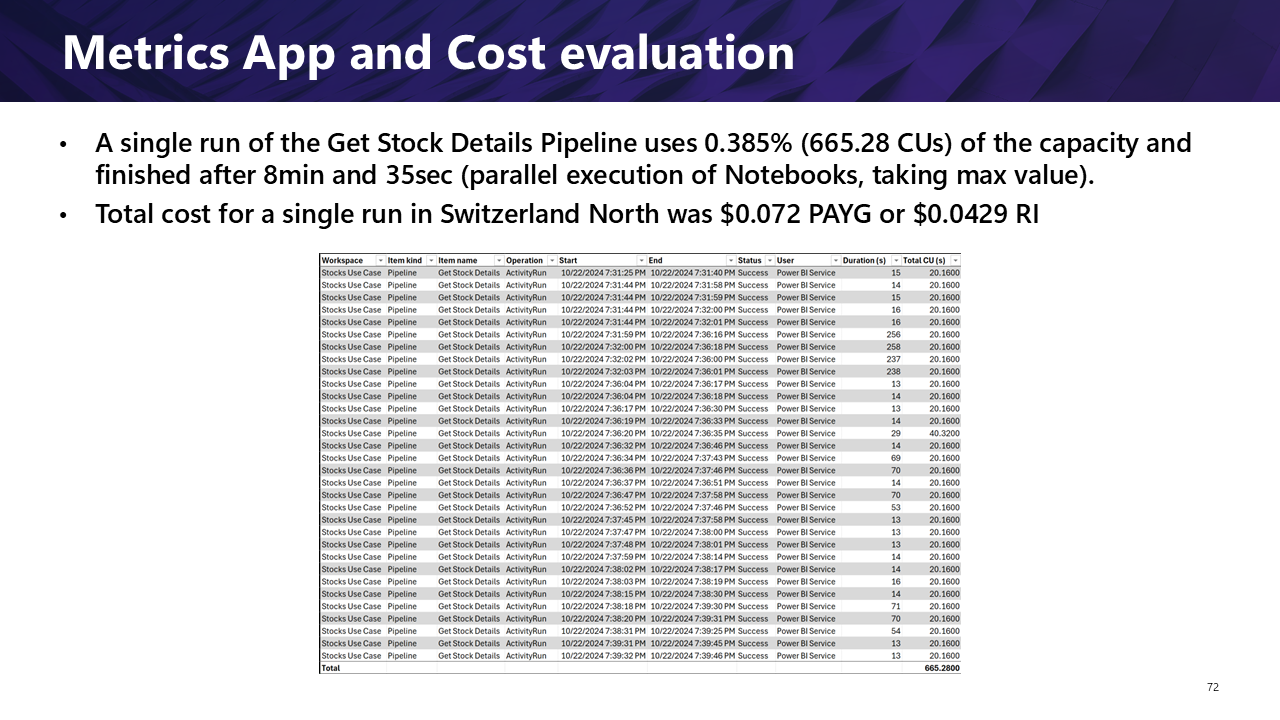 Metrics App and Cost evaluation
• A single run of the Get Stock Details Pipeline uses 0.385% (665.28 CUs) of the capacity and
finished after 8min and 35sec (parallel execution of Notebooks, taking max value).
• Total cost for a single run in Switzerland North was $0.072 PAYG or $0.0429 RI
Workspace Item kind Item name Operation Start End Status User Duration (s) Total CU (s)
Stocks Use Case Pipeline Get Stock Details ActivityRun 10/22/2024 7:31:25 PM 10/22/2024 7:31:40 PM Success Power BI Service 15 20.1600
Stocks Use Case Pipeline Get Stock Details ActivityRun 10/22/2024 7:31:44 PM 10/22/2024 7:31:58 PM Success Power BI Service 14 20.1600
Stocks Use Case Pipeline Get Stock Details ActivityRun 10/22/2024 7:31:44 PM 10/22/2024 7:31:59 PM Success Power BI Service 15 20.1600
Stocks Use Case Pipeline Get Stock Details ActivityRun 10/22/2024 7:31:44 PM 10/22/2024 7:32:00 PM Success Power BI Service 16 20.1600
Stocks Use Case Pipeline Get Stock Details ActivityRun 10/22/2024 7:31:44 PM 10/22/2024 7:32:01 PM Success Power BI Service 16 20.1600
Stocks Use Case Pipeline Get Stock Details ActivityRun 10/22/2024 7:31:59 PM 10/22/2024 7:36:16 PM Success Power BI Service 256 20.1600
Stocks Use Case Pipeline Get Stock Details ActivityRun 10/22/2024 7:32:00 PM 10/22/2024 7:36:18 PM Success Power BI Service 258 20.1600
Stocks Use Case Pipeline Get Stock Details ActivityRun 10/22/2024 7:32:02 PM 10/22/2024 7:36:00 PM Success Power BI Service 237 20.1600
Stocks Use Case Pipeline Get Stock Details ActivityRun 10/22/2024 7:32:03 PM 10/22/2024 7:36:01 PM Success Power BI Service 238 20.1600
Stocks Use Case Pipeline Get Stock Details ActivityRun 10/22/2024 7:36:04 PM 10/22/2024 7:36:17 PM Success Power BI Service 13 20.1600
Stocks Use Case Pipeline Get Stock Details ActivityRun 10/22/2024 7:36:04 PM 10/22/2024 7:36:18 PM Success Power BI Service 14 20.1600
Stocks Use Case Pipeline Get Stock Details ActivityRun 10/22/2024 7:36:17 PM 10/22/2024 7:36:30 PM Success Power BI Service 13 20.1600
Stocks Use Case Pipeline Get Stock Details ActivityRun 10/22/2024 7:36:19 PM 10/22/2024 7:36:33 PM Success Power BI Service 14 20.1600
Stocks Use Case Pipeline Get Stock Details ActivityRun 10/22/2024 7:36:20 PM 10/22/2024 7:36:35 PM Success Power BI Service 29 40.3200
Stocks Use Case Pipeline Get Stock Details ActivityRun 10/22/2024 7:36:32 PM 10/22/2024 7:36:46 PM Success Power BI Service 14 20.1600
Stocks Use Case Pipeline Get Stock Details ActivityRun 10/22/2024 7:36:34 PM 10/22/2024 7:37:43 PM Success Power BI Service 69 20.1600
Stocks Use Case Pipeline Get Stock Details ActivityRun 10/22/2024 7:36:36 PM 10/22/2024 7:37:46 PM Success Power BI Service 70 20.1600
Stocks Use Case Pipeline Get Stock Details ActivityRun 10/22/2024 7:36:37 PM 10/22/2024 7:36:51 PM Success Power BI Service 14 20.1600
Stocks Use Case Pipeline Get Stock Details ActivityRun 10/22/2024 7:36:47 PM 10/22/2024 7:37:58 PM Success Power BI Service 70 20.1600
Stocks Use Case Pipeline Get Stock Details ActivityRun 10/22/2024 7:36:52 PM 10/22/2024 7:37:46 PM Success Power BI Service 53 20.1600
Stocks Use Case Pipeline Get Stock Details ActivityRun 10/22/2024 7:37:45 PM 10/22/2024 7:37:58 PM Success Power BI Service 13 20.1600
Stocks Use Case Pipeline Get Stock Details ActivityRun 10/22/2024 7:37:47 PM 10/22/2024 7:38:00 PM Success Power BI Service 13 20.1600
Stocks Use Case Pipeline Get Stock Details ActivityRun 10/22/2024 7:37:48 PM 10/22/2024 7:38:01 PM Success Power BI Service 13 20.1600
Stocks Use Case Pipeline Get Stock Details ActivityRun 10/22/2024 7:37:59 PM 10/22/2024 7:38:14 PM Success Power BI Service 14 20.1600
Stocks Use Case Pipeline Get Stock Details ActivityRun 10/22/2024 7:38:02 PM 10/22/2024 7:38:17 PM Success Power BI Service 14 20.1600
Stocks Use Case Pipeline Get Stock Details ActivityRun 10/22/2024 7:38:03 PM 10/22/2024 7:38:19 PM Success Power BI Service 16 20.1600
Stocks Use Case Pipeline Get Stock Details ActivityRun 10/22/2024 7:38:15 PM 10/22/2024 7:38:30 PM Success Power BI Service 14 20.1600
Stocks Use Case Pipeline Get Stock Details ActivityRun 10/22/2024 7:38:18 PM 10/22/2024 7:39:30 PM Success Power BI Service 71 20.1600
Stocks Use Case Pipeline Get Stock Details ActivityRun 10/22/2024 7:38:20 PM 10/22/2024 7:39:31 PM Success Power BI Service 70 20.1600
Stocks Use Case Pipeline Get Stock Details ActivityRun 10/22/2024 7:38:31 PM 10/22/2024 7:39:25 PM Success Power BI Service 54 20.1600
Stocks Use Case Pipeline Get Stock Details ActivityRun 10/22/2024 7:39:31 PM 10/22/2024 7:39:45 PM Success Power BI Service 13 20.1600
Stocks Use Case Pipeline Get Stock Details ActivityRun 10/22/2024 7:39:32 PM 10/22/2024 7:39:46 PM Success Power BI Service 13 20.1600
Total 665.2800
72